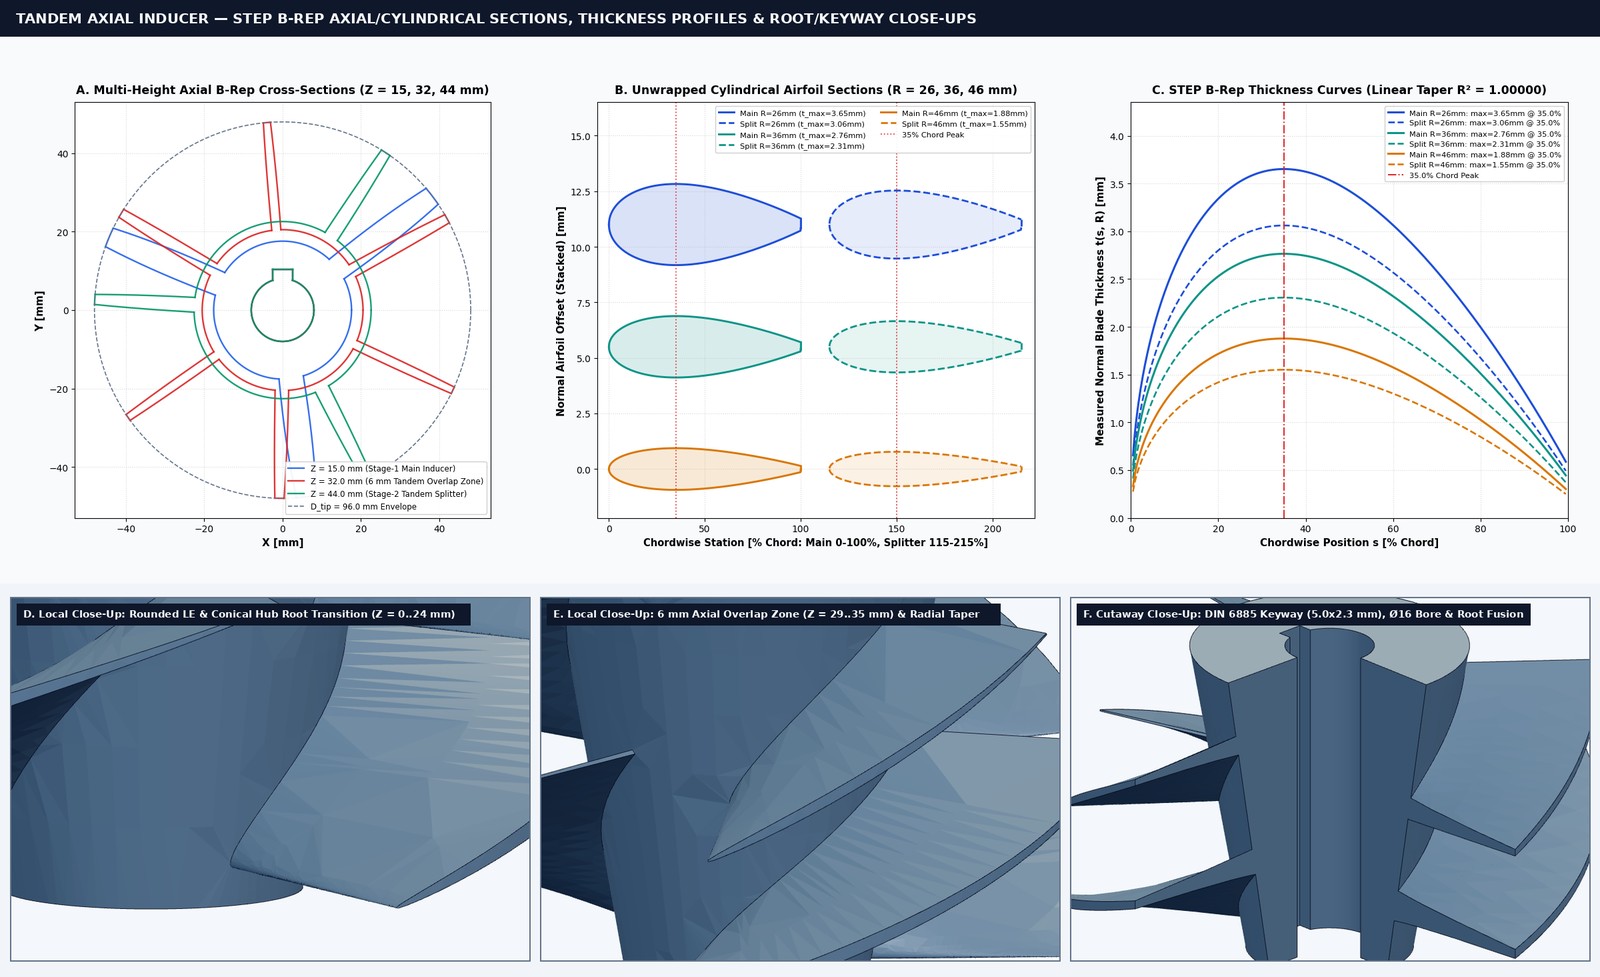 TANDEM AXIAL INDUCER — STEP B-REP AXIAL/CYLINDRICAL SECTIONS, THICKNESS PROFILES & ROOT/KEYWAY CLOSE-UPS
A. Multi-Height Axial B-Rep Cross-Sections (Z = 15, 32, 44 mm)
Y [mm]
40
20
0
−20
−40
Z = 15.0 mm (Stage-1 Main Inducer)
Z = 32.0 mm (6 mm Tandem Overlap Zone)
Z = 44.0 mm (Stage-2 Tandem Splitter)
D_tip = 96.0 mm Envelope
−40 −20 0 20 40
X [mm]
B. Unwrapped Cylindrical Airfoil Sections (R = 26, 36, 46 mm)
Normal Airfoil Offset (Stacked) [mm]
15.0
12.5
10.0
7.5
5.0
2.5
0.0
Main R=26mm (t_max=3.65mm)
Split R=26mm (t_max=3.06mm)
Main R=36mm (t_max=2.76mm)
Split R=36mm (t_max=2.31mm)
Main R=46mm (t_max=1.88mm)
Split R=46mm (t_max=1.55mm)
35% Chord Peak
0 50 100 150 200
Chordwise Station [% Chord: Main 0-100%, Splitter 115-215%]
C. STEP B-Rep Thickness Curves (Linear Taper R² = 1.00000)
Measured Normal Blade Thickness t(s, R) [mm]
4.0
3.5
3.0
2.5
2.0
1.5
1.0
0.5
0.0
Main R=26mm: max=3.65mm @ 35.0%
Split R=26mm: max=3.06mm @ 35.0%
Main R=36mm: max=2.76mm @ 35.0%
Split R=36mm: max=2.31mm @ 35.0%
Main R=46mm: max=1.88mm @ 35.0%
Split R=46mm: max=1.55mm @ 35.0%
35.0% Chord Peak
0 20 40 60 80 100
Chordwise Position s [% Chord]
D. Local Close-Up: Rounded LE & Conical Hub Root Transition (Z = 0..24 mm)
E. Local Close-Up: 6 mm Axial Overlap Zone (Z = 29..35 mm) & Radial Taper
F. Cutaway Close-Up: DIN 6885 Keyway (5.0x2.3 mm), Ø16 Bore & Root Fusion